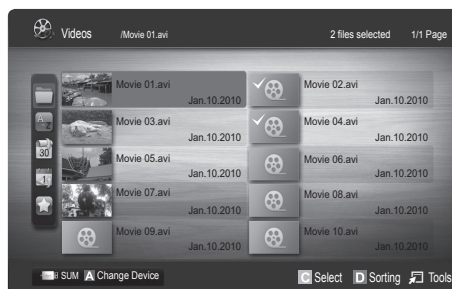 Videos /Movie 01.avi 2 files selected 1/1 Page
Movie 01.avi
Jan.10.2010
Movie 02.avi
Jan.10.2010
Movie 03.avi
Jan.10.2010
Movie 04.avi
Jan.10.2010
Movie 05.avi
Jan.10.2010
Movie 06.avi
Jan.10.2010
Movie 07.avi
Jan.10.2010
Movie 08.avi
Jan.10.2010
Movie 09.avi
Jan.10.2010
Movie 10.avi
Jan.10.2010
A Z
30
1
SUM A Change Device C Select D Sorting Tools